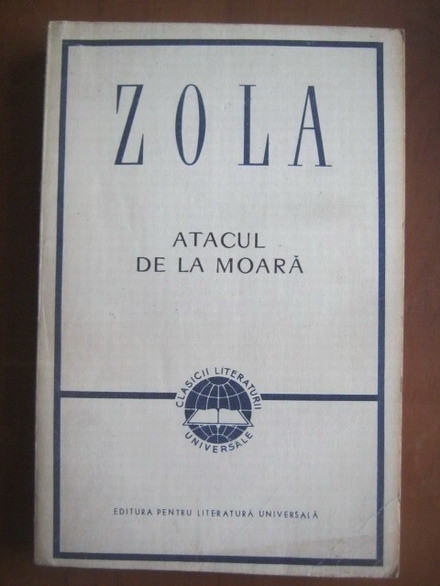 ZOLA
ATACUL
DE LA MOARĂ
CLASICII LITERATURII
UNIVERSALE
EDITURA PENTRU LITERATURĂ UNIVERSALĂ